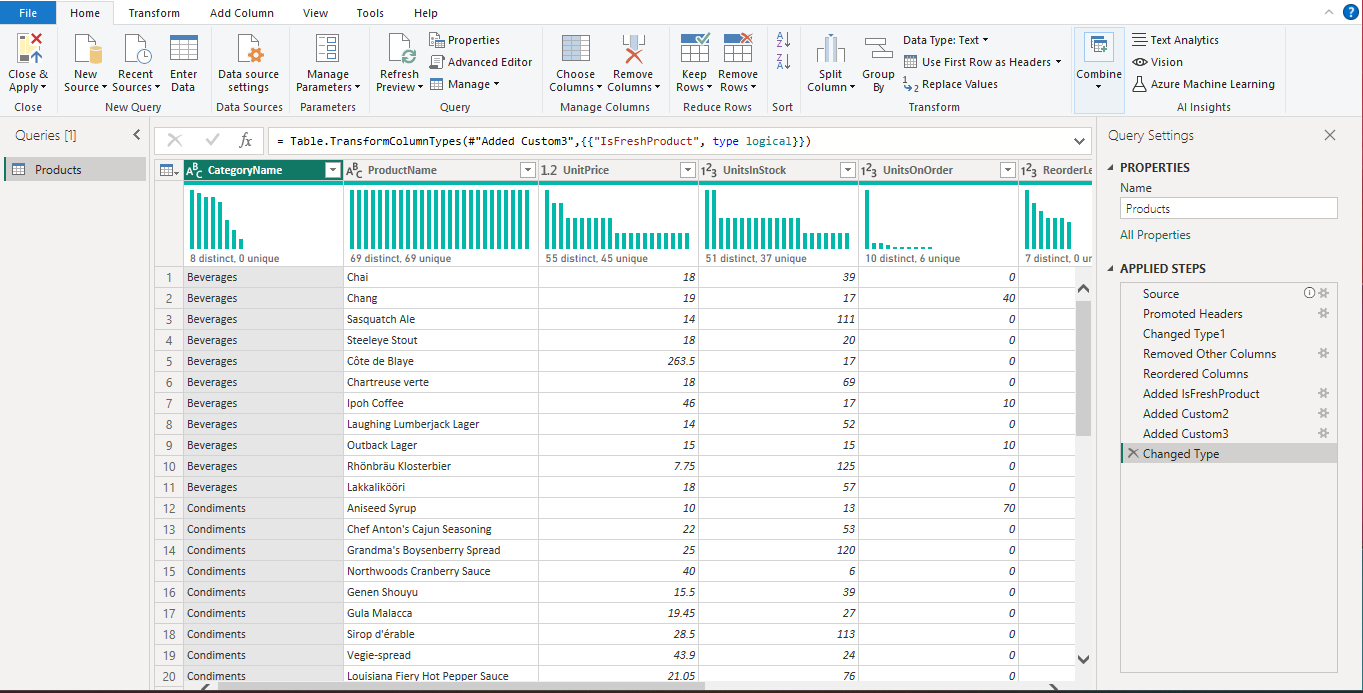 File Home Transform Add Column View Tools Help
Close & Apply
New Source
Recent Sources
Enter Data
Data source settings
Manage Parameters
Refresh Preview
Properties
Advanced Editor
Manage
Choose Columns
Remove Columns
Keep Rows
Remove Rows
Split Column
Group By
Data Type: Text
Use First Row as Headers
Replace Values
Combine
Text Analytics
Vision
Azure Machine Learning
Close New Query Data Sources Parameters Query Manage Columns Reduce Rows Sort Transform AI Insights
Queries [1]
Products
fx = Table.TransformColumnTypes(#"Added Custom3",{{"IsFreshProduct", type logical}})
ABC CategoryName ABC ProductName 1.2 UnitPrice 123 UnitsInStock 123 UnitsOnOrder 123 ReorderLe
8 distinct, 0 unique 69 distinct, 69 unique 55 distinct, 45 unique 51 distinct, 37 unique 10 distinct, 6 unique 7 distinct, 0 ur
1 Beverages Chai 18 39 0
2 Beverages Chang 19 17 40
3 Beverages Sasquatch Ale 14 111 0
4 Beverages Steeleye Stout 18 20 0
5 Beverages Côte de Blaye 263.5 17 0
6 Beverages Chartreuse verte 18 69 0
7 Beverages Ipoh Coffee 46 17 10
8 Beverages Laughing Lumberjack Lager 14 52 0
9 Beverages Outback Lager 15 15 10
10 Beverages Rhönbräu Klosterbier 7.75 125 0
11 Beverages Lakkalikööri 18 57 0
12 Condiments Aniseed Syrup 10 13 70
13 Condiments Chef Anton's Cajun Seasoning 22 53 0
14 Condiments Grandma's Boysenberry Spread 25 120 0
15 Condiments Northwoods Cranberry Sauce 40 6 0
16 Condiments Genen Shouyu 15.5 39 0
17 Condiments Gula Malacca 19.45 27 0
18 Condiments Sirop d'érable 28.5 113 0
19 Condiments Vegie-spread 43.9 24 0
20 Condiments Louisiana Fiery Hot Pepper Sauce 21.05 76 0
Query Settings
PROPERTIES
Name
Products
All Properties
APPLIED STEPS
Source
Promoted Headers
Changed Type1
Removed Other Columns
Reordered Columns
Added IsFreshProduct
Added Custom2
Added Custom3
Changed Type